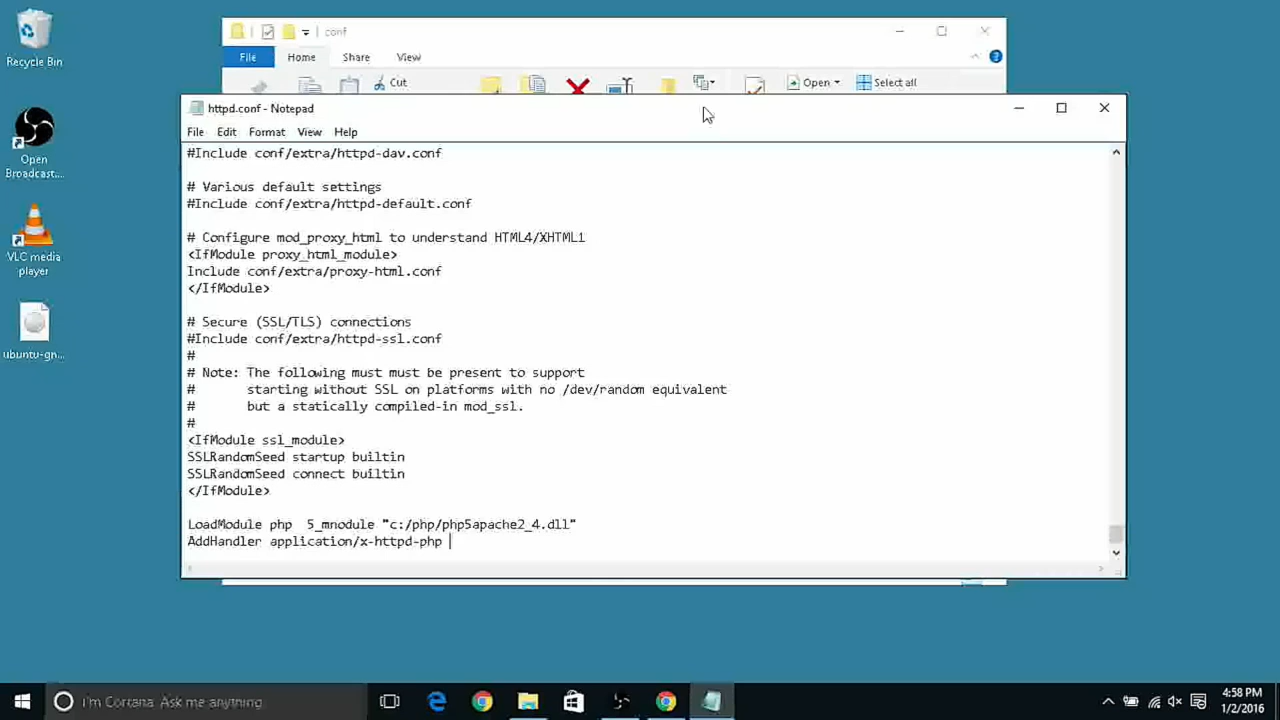 Recycle Bin
Open
Broadcast...
VLC media
player
ubuntu-gn...
conf
File Home Share View
Cut
Open
Select all
httpd.conf - Notepad
File Edit Format View Help
#Include conf/extra/httpd-dav.conf
# Various default settings
#Include conf/extra/httpd-default.conf
# Configure mod_proxy_html to understand HTML4/XHTML1
<IfModule proxy_html_module>
Include conf/extra/proxy-html.conf
</IfModule>
# Secure (SSL/TLS) connections
#Include conf/extra/httpd-ssl.conf
#
# Note: The following must must be present to support
#       starting without SSL on platforms with no /dev/random equivalent
#       but a statically compiled-in mod_ssl.
#
<IfModule ssl_module>
SSLRandomSeed startup builtin
SSLRandomSeed connect builtin
</IfModule>
LoadModule php  5_mnodule "c:/php/php5apache2_4.dll"
AddHandler application/x-httpd-php
I'm Cortana. Ask me anything.
4:58 PM
1/2/2016